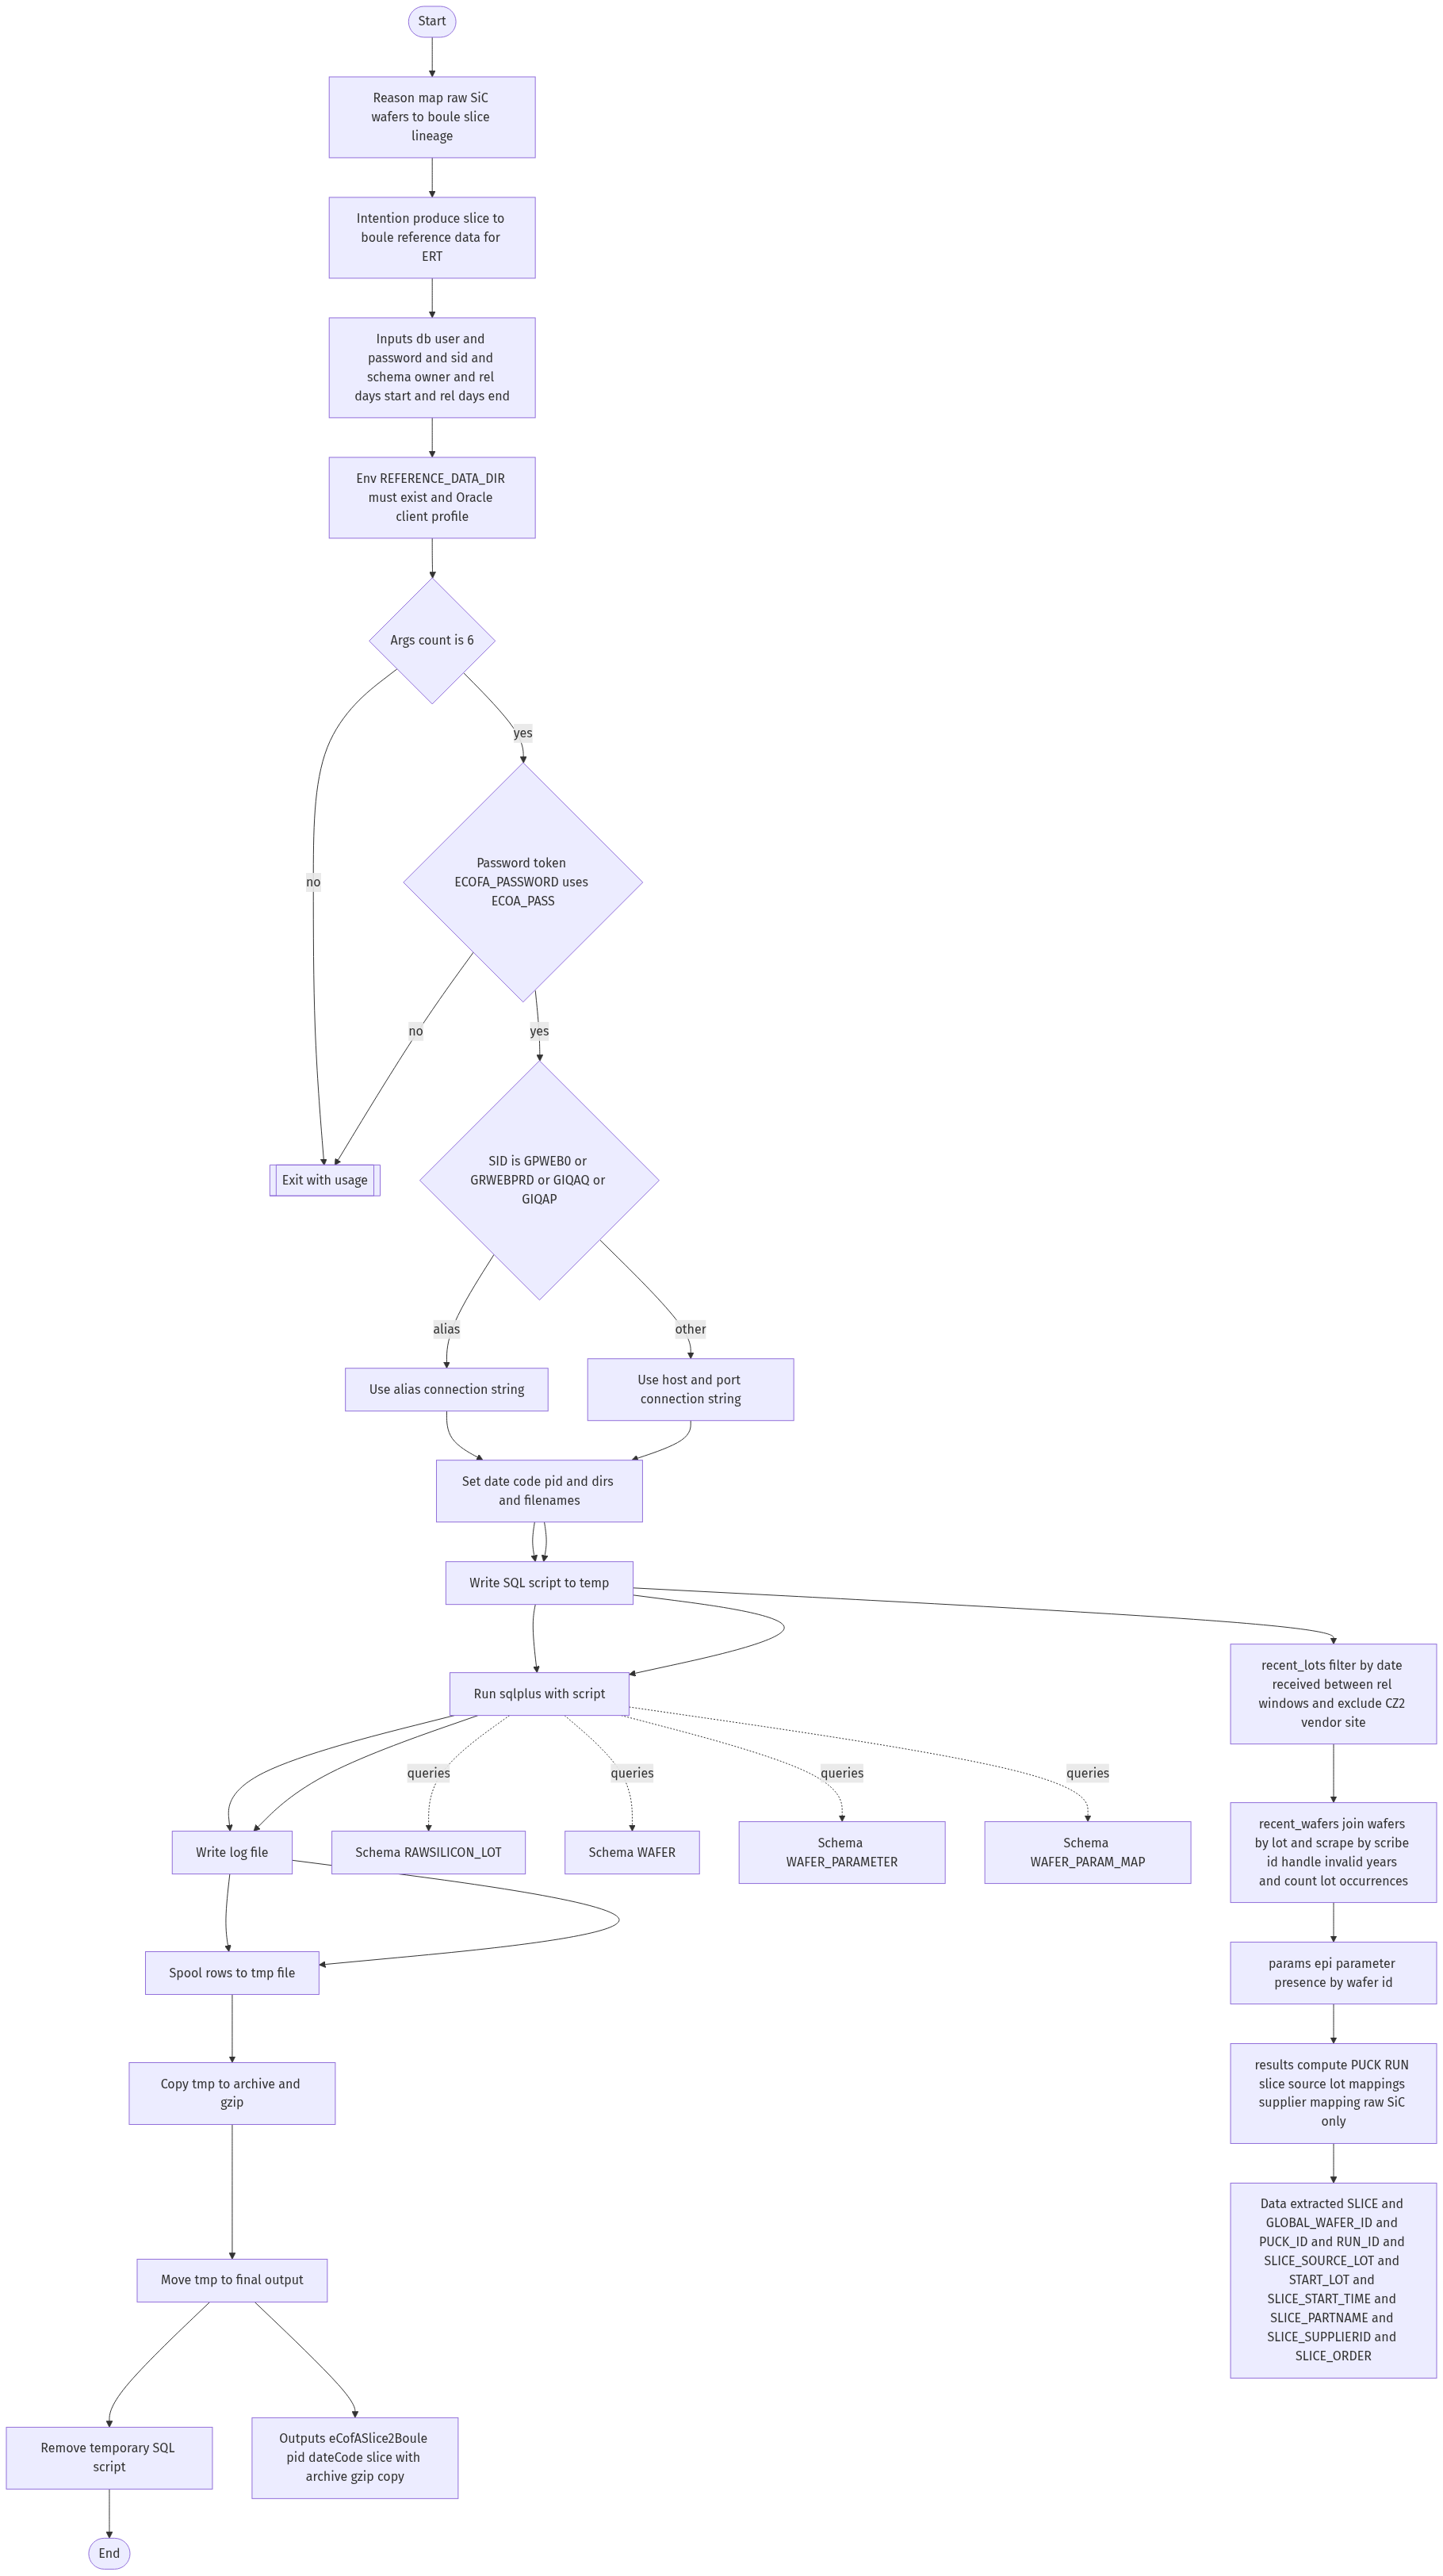 Start
Reason map raw SiC
wafers to boule slice
lineage
Intention produce slice to
boule reference data for
ERT
Inputs db user and
password and sid and
schema owner and rel
days start and rel days end
Env REFERENCE_DATA_DIR
must exist and Oracle
client profile
Args count is 6
yes
no
Password token
ECOFA_PASSWORD uses
ECOA_PASS
no
yes
Exit with usage
SID is GPWEB0 or
GRWEBPRD or GIQAQ or
GIQAP
alias
other
Use alias connection string
Use host and port
connection string
Set date code pid and dirs
and filenames
Write SQL script to temp
Run sqlplus with script
recent_lots filter by date
received between rel
windows and exclude CZ2
vendor site
queries
queries
queries
queries
Write log file
Schema RAWSILICON_LOT
Schema WAFER
Schema
WAFER_PARAMETER
Schema
WAFER_PARAM_MAP
recent_wafers join wafers
by lot and scrape by scribe
id handle invalid years
and count lot occurrences
Spool rows to tmp file
params epi parameter
presence by wafer id
Copy tmp to archive and
gzip
results compute PUCK RUN
slice source lot mappings
supplier mapping raw SiC
only
Move tmp to final output
Data extracted SLICE and
GLOBAL_WAFER_ID and
PUCK_ID and RUN_ID and
SLICE_SOURCE_LOT and
START_LOT and
SLICE_START_TIME and
SLICE_PARTNAME and
SLICE_SUPPLIERID and
SLICE_ORDER
Remove temporary SQL
script
Outputs eCofASlice2Boule
pid dateCode slice with
archive gzip copy
End